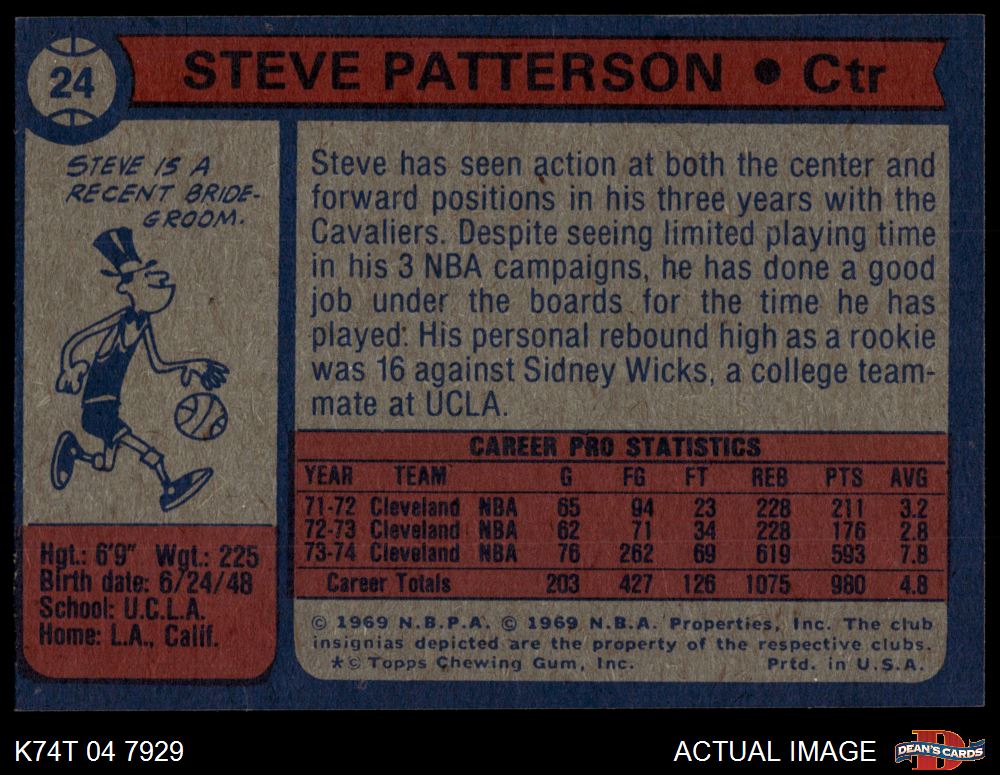 24
STEVE PATTERSON • Ctr
STEVE IS A
RECENT BRIDE-
GROOM.
Steve has seen action at both the center and
forward positions in his three years with the
Cavaliers. Despite seeing limited playing time
in his 3 NBA campaigns, he has done a good
job under the boards for the time he has
played. His personal rebound high as a rookie
was 16 against Sidney Wicks, a college team-
mate at UCLA.
CAREER PRO STATISTICS
YEAR TEAM G FG FT REB PTS AVG
71-72 Cleveland NBA 65 94 23 228 211 3.2
72-73 Cleveland NBA 62 71 34 228 176 2.8
73-74 Cleveland NBA 76 262 69 619 593 7.8
Career Totals 203 427 126 1075 980 4.8
Hgt.: 6'9" Wgt.: 225
Birth date: 6/24/48
School: U.C.L.A.
Home: L.A., Calif.
© 1969 N.B.P.A. © 1969 N.B.A. Properties, Inc. The club
insignias depicted are the property of the respective clubs.
*© Topps Chewing Gum, Inc. Prtd. in U.S.A.
K74T 04 7929
ACTUAL IMAGE
D
DEAN'S CARDS